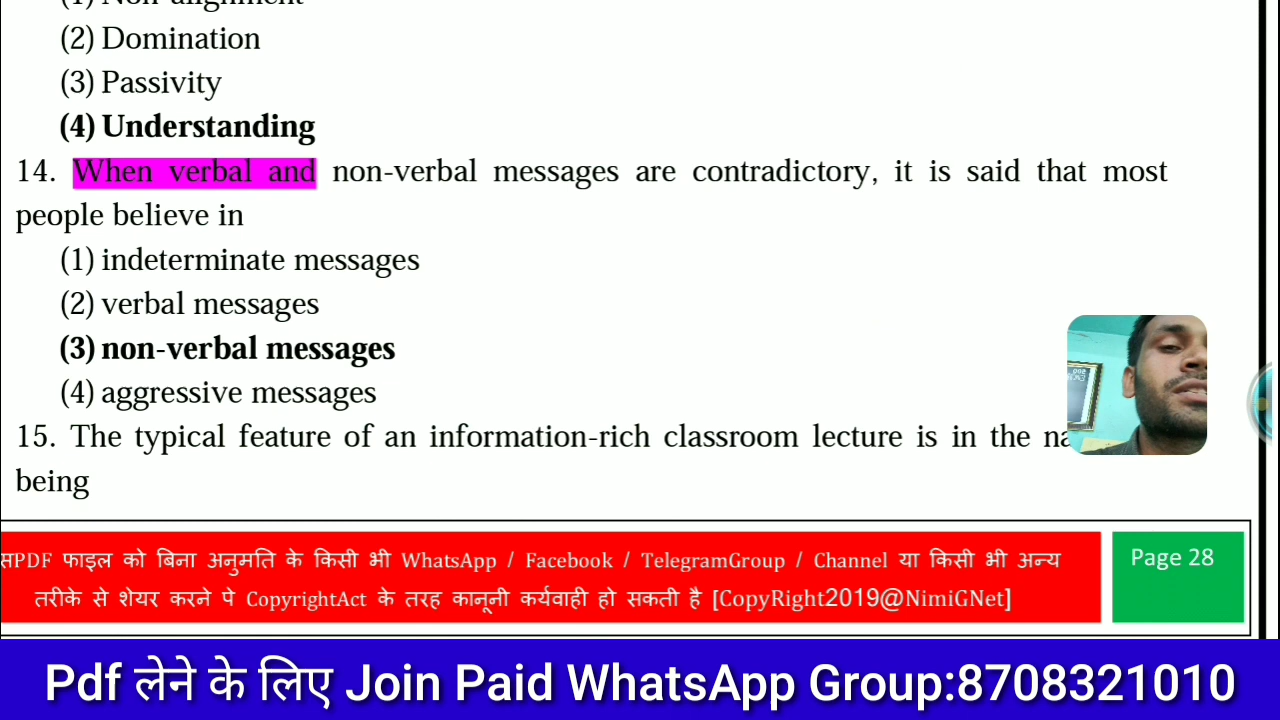 (1) Non-alignment
(2) Domination
(3) Passivity
(4) Understanding
14. When verbal and non-verbal messages are contradictory, it is said that most
people believe in
(1) indeterminate messages
(2) verbal messages
(3) non-verbal messages
(4) aggressive messages
15. The typical feature of an information-rich classroom lecture is in the
being
PDF फाइल को बिना अनुमति के किसी भी WhatsApp / Facebook / TelegramGroup / Channel या किसी भी अन्य
तरीके से शेयर करने पे CopyrightAct के तरह कानूनी कर्यवाही हो सकती है [CopyRight2019@NimiGNet]
Page 28
Pdf लेने के लिए Join Paid WhatsApp Group:8708321010